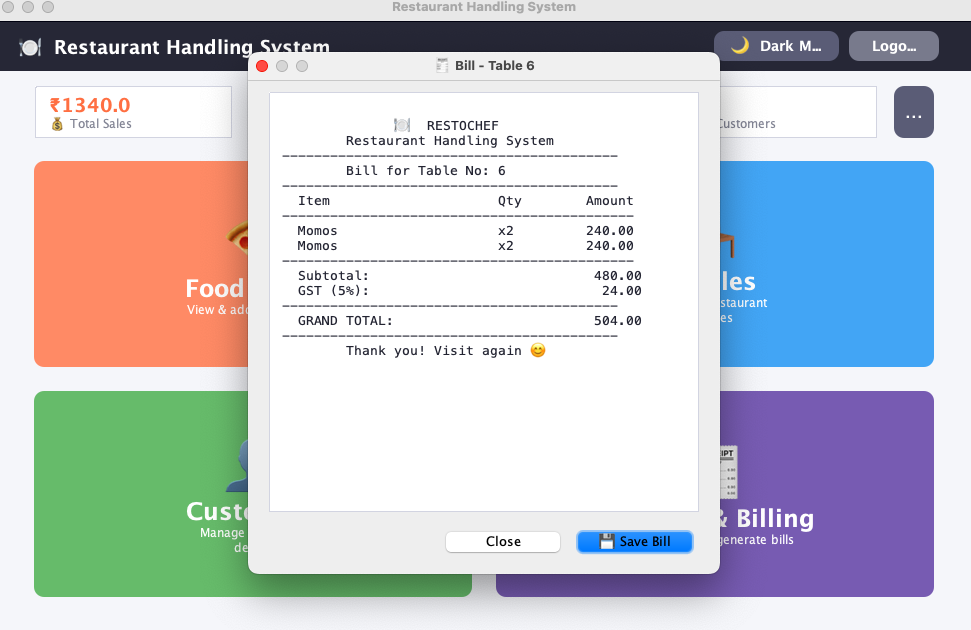 Restaurant Handling System
Restaurant Handling System
Dark M...
Logo...
₹1340.0
Total Sales
Customers
...
Food
View & add
les
staurant
es
Custo
Manage
de
& Billing
generate bills
Bill - Table 6
RESTOCHEF
Restaurant Handling System
------------------------------------------
Bill for Table No: 6
------------------------------------------
Item Qty Amount
--------------------------------------------
Momos x2 240.00
Momos x2 240.00
--------------------------------------------
Subtotal: 480.00
GST (5%): 24.00
------------------------------------------
GRAND TOTAL: 504.00
------------------------------------------
Thank you! Visit again 😊
Close
Save Bill